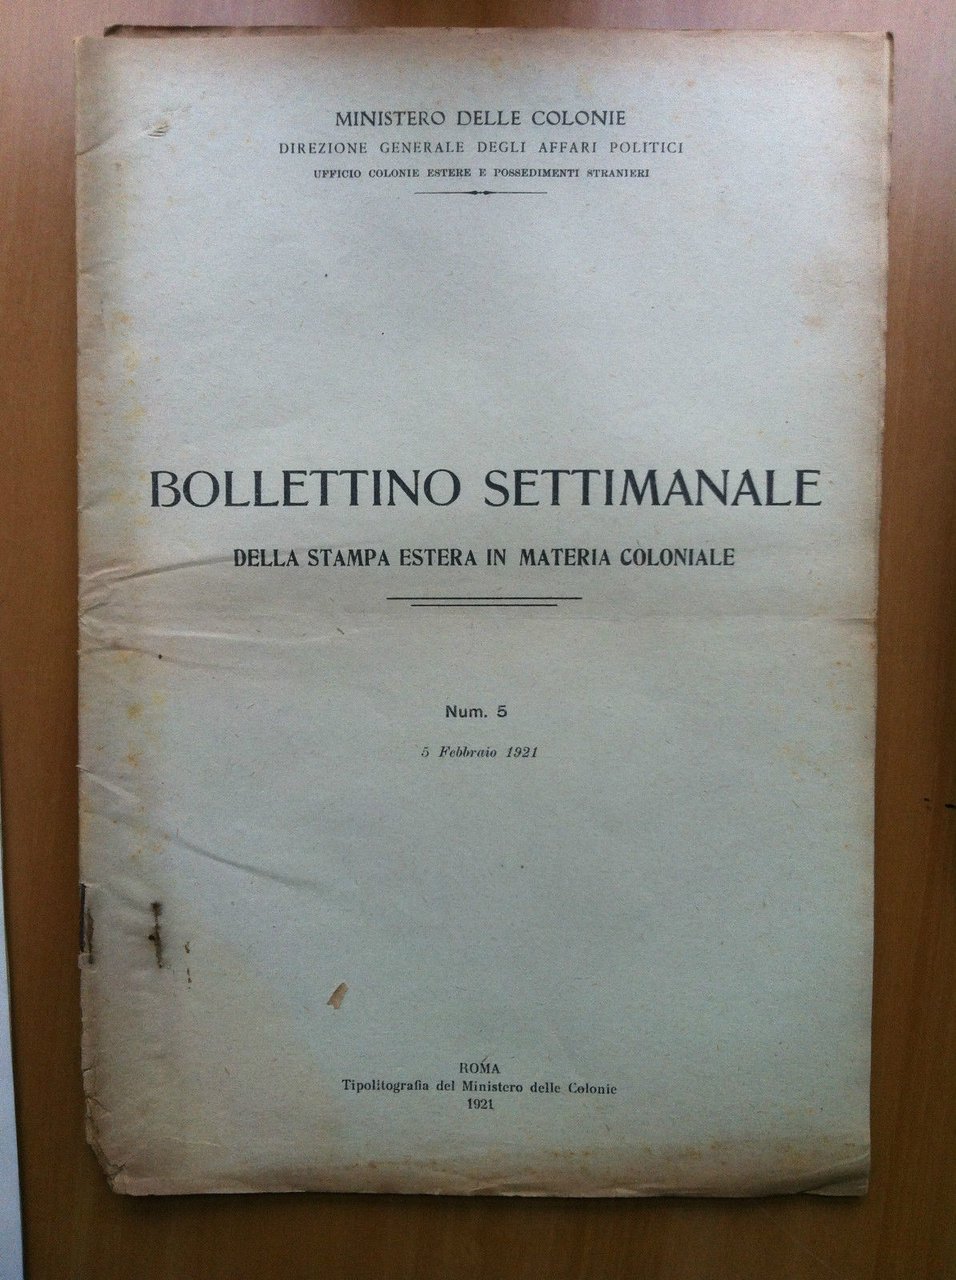 MINISTERO DELLE COLONIE
DIREZIONE GENERALE DEGLI AFFARI POLITICI
UFFICIO COLONIE ESTERE E POSSEDIMENTI STRANIERI
BOLLETTINO SETTIMANALE
DELLA STAMPA ESTERA IN MATERIA COLONIALE
Num. 5
5 Febbraio 1921
ROMA
Tipolitografia del Ministero delle Colonie
1921